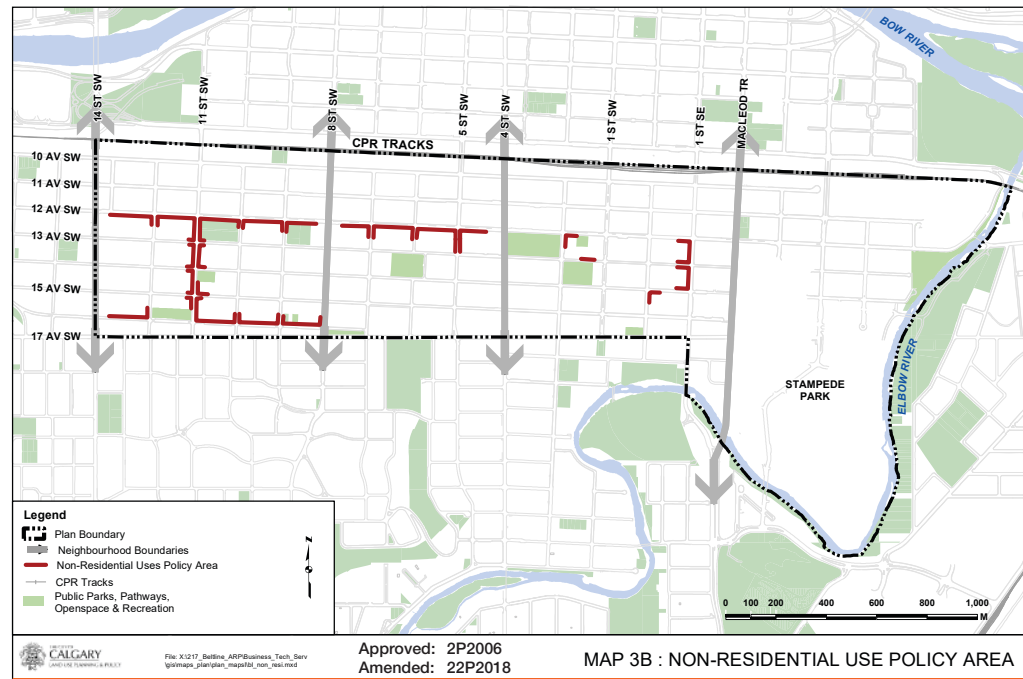 BOW RIVER
14 ST SW
11 ST SW
8 ST SW
5 ST SW
4 ST SW
1 ST SW
1 ST SE
MACLEOD TR
CPR TRACKS
10 AV SW
11 AV SW
12 AV SW
13 AV SW
15 AV SW
17 AV SW
STAMPEDE
PARK
ELBOW RIVER
Legend
Plan Boundary
Neighbourhood Boundaries
Non-Residential Uses Policy Area
CPR Tracks
Public Parks, Pathways,
Openspace & Recreation
N
0 100 200 400 600 800 1,000
M
CALGARY
LAND USE PLANNING & POLICY
File: X:\217_Beltline_ARP\Business_Tech_Serv
\gis\maps_plan\plan_maps\bl_non_resi.mxd
Approved: 2P2006
Amended: 22P2018
MAP 3B : NON-RESIDENTIAL USE POLICY AREA